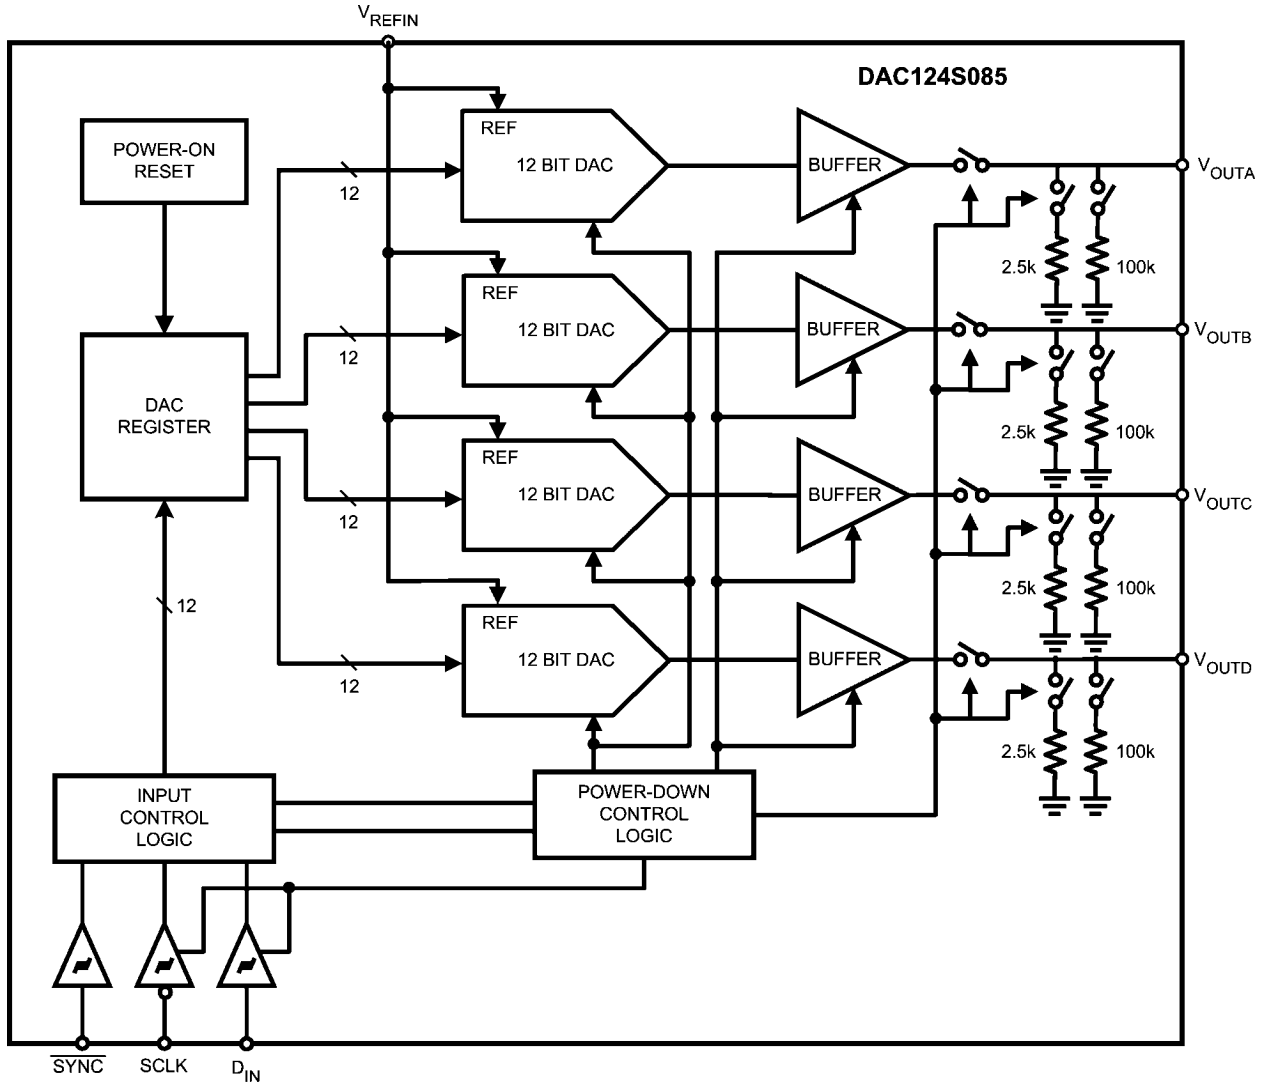 VREFIN
DAC124S085
POWER-ON
RESET
REF
12 BIT DAC
BUFFER
VOUTA
12
2.5k
100k
REF
12 BIT DAC
BUFFER
VOUTB
12
DAC
REGISTER
2.5k
100k
REF
12 BIT DAC
BUFFER
VOUTC
12
12
2.5k
100k
REF
12 BIT DAC
BUFFER
VOUTD
12
2.5k
100k
INPUT
CONTROL
LOGIC
POWER-DOWN
CONTROL
LOGIC
SYNC
SCLK
DIN